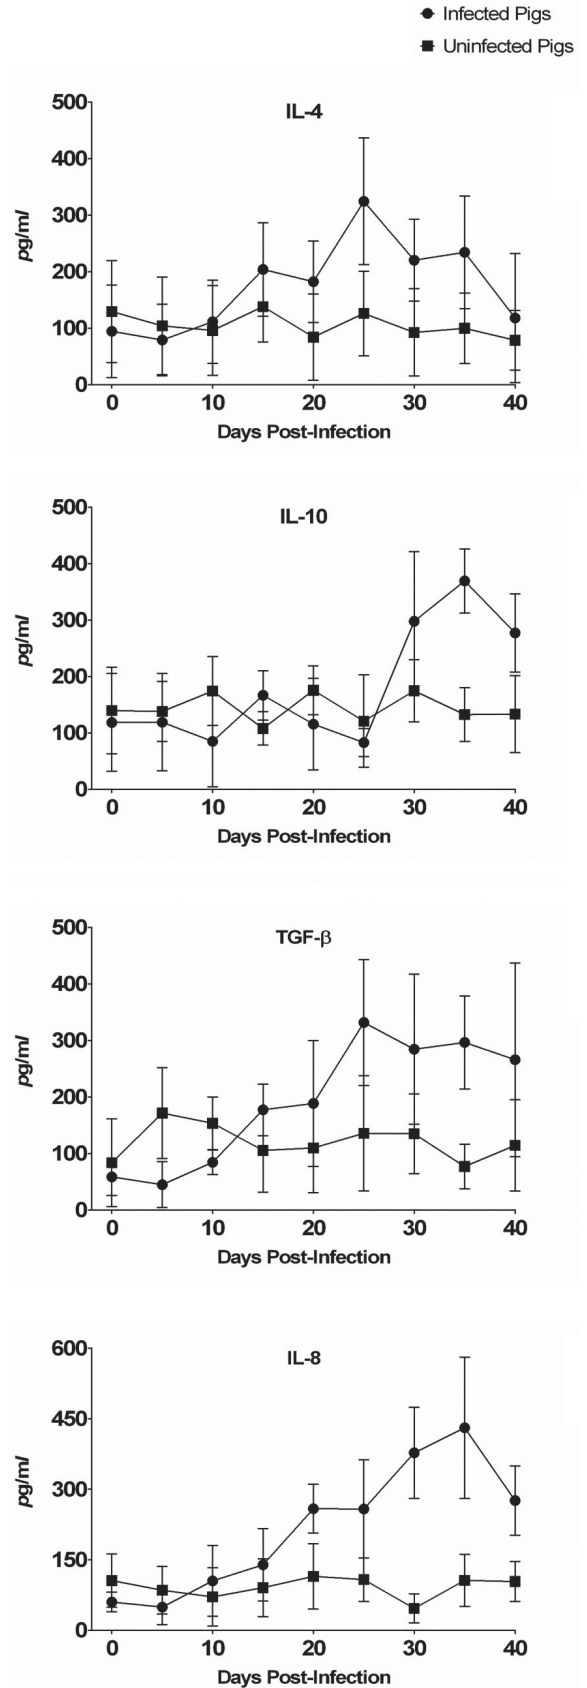 Infected Pigs
Uninfected Pigs
IL-4
500
400
300
200
100
0
pg/ml
0 10 20 30 40
Days Post-Infection
IL-10
500
400
300
200
100
0
pg/ml
0 10 20 30 40
Days Post-Infection
TGF-β
500
400
300
200
100
0
pg/ml
0 10 20 30 40
Days Post-Infection
IL-8
600
450
300
150
0
pg/ml
0 10 20 30 40
Days Post-Infection